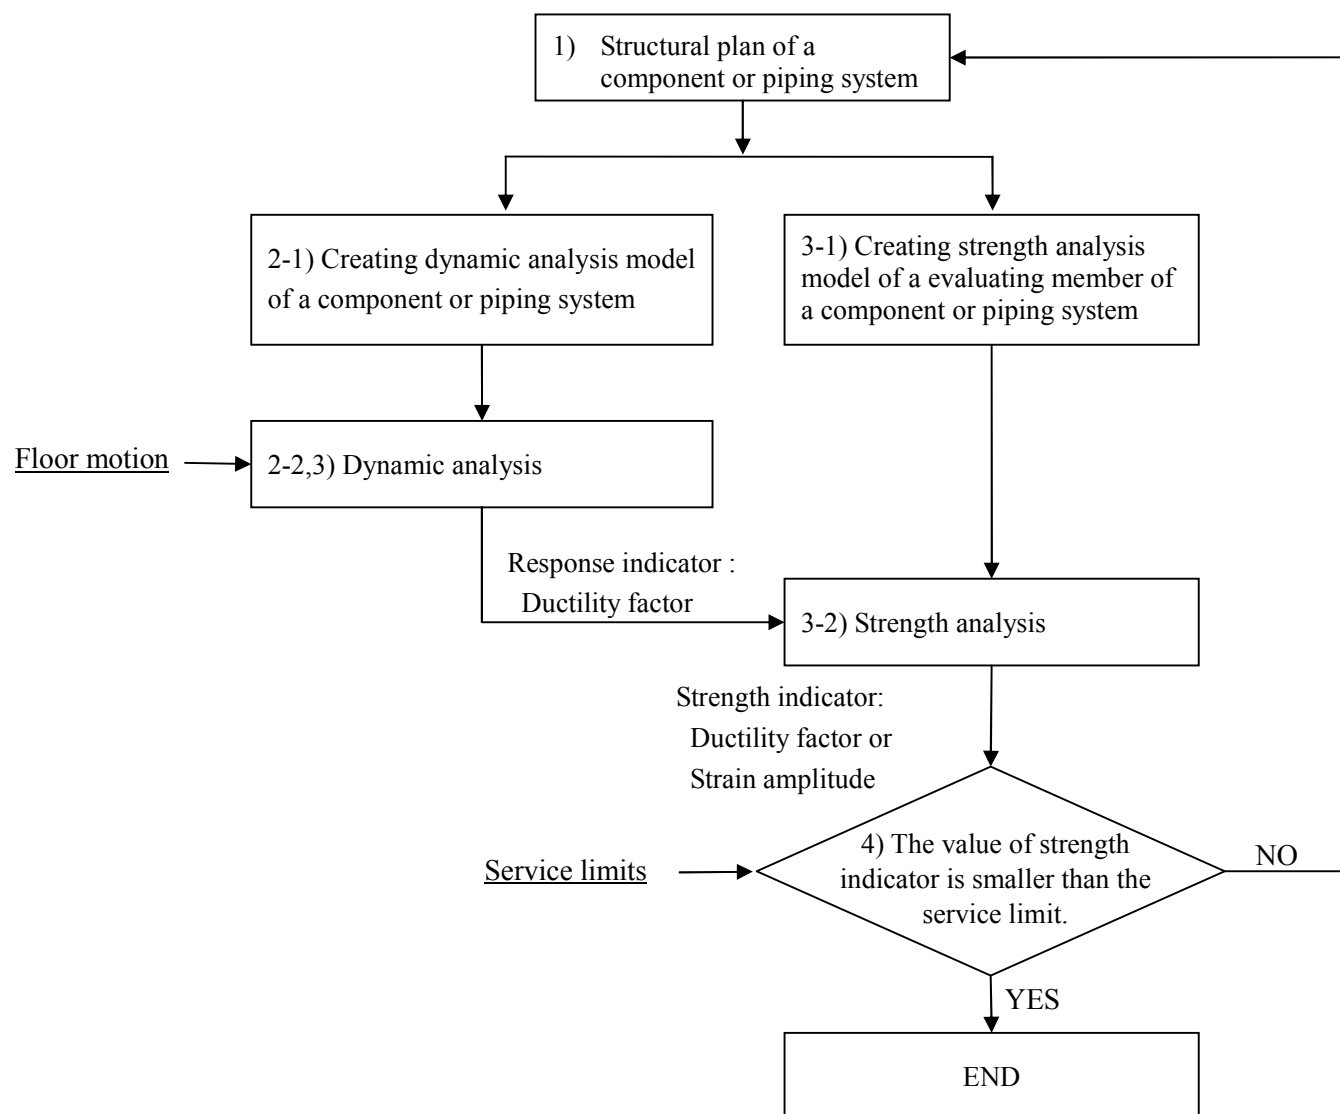 1) Structural plan of a
component or piping system
2-1) Creating dynamic analysis model
of a component or piping system
3-1) Creating strength analysis
model of a evaluating member of
a component or piping system
Floor motion
2-2,3) Dynamic analysis
Response indicator :
Ductility factor
3-2) Strength analysis
Strength indicator:
Ductility factor or
Strain amplitude
Service limits
4) The value of strength
indicator is smaller than the
service limit.
NO
YES
END